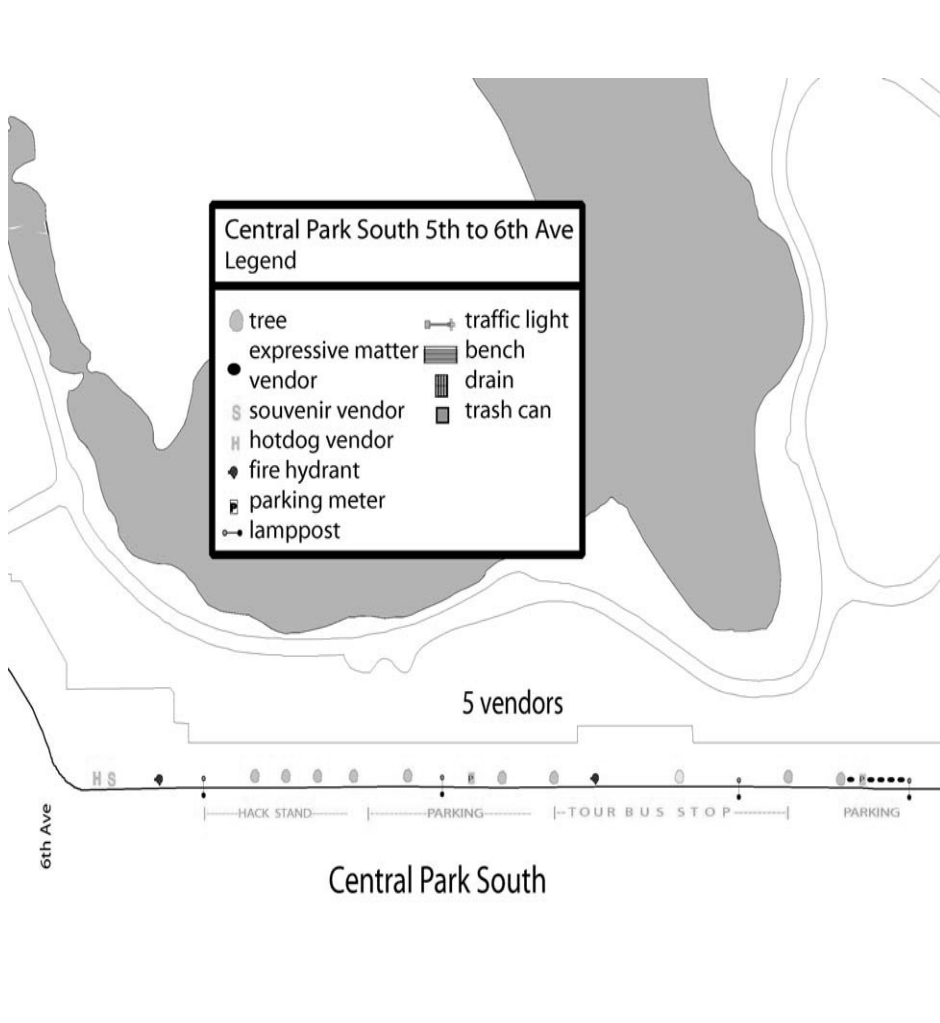 Central Park South 5th to 6th Ave
Legend
tree
expressive matter
vendor
S souvenir vendor
H hotdog vendor
fire hydrant
P parking meter
lamppost
traffic light
bench
drain
trash can
5 vendors
H S
P
P
HACK STAND
PARKING
TOUR BUS STOP
PARKING
6th Ave
Central Park South